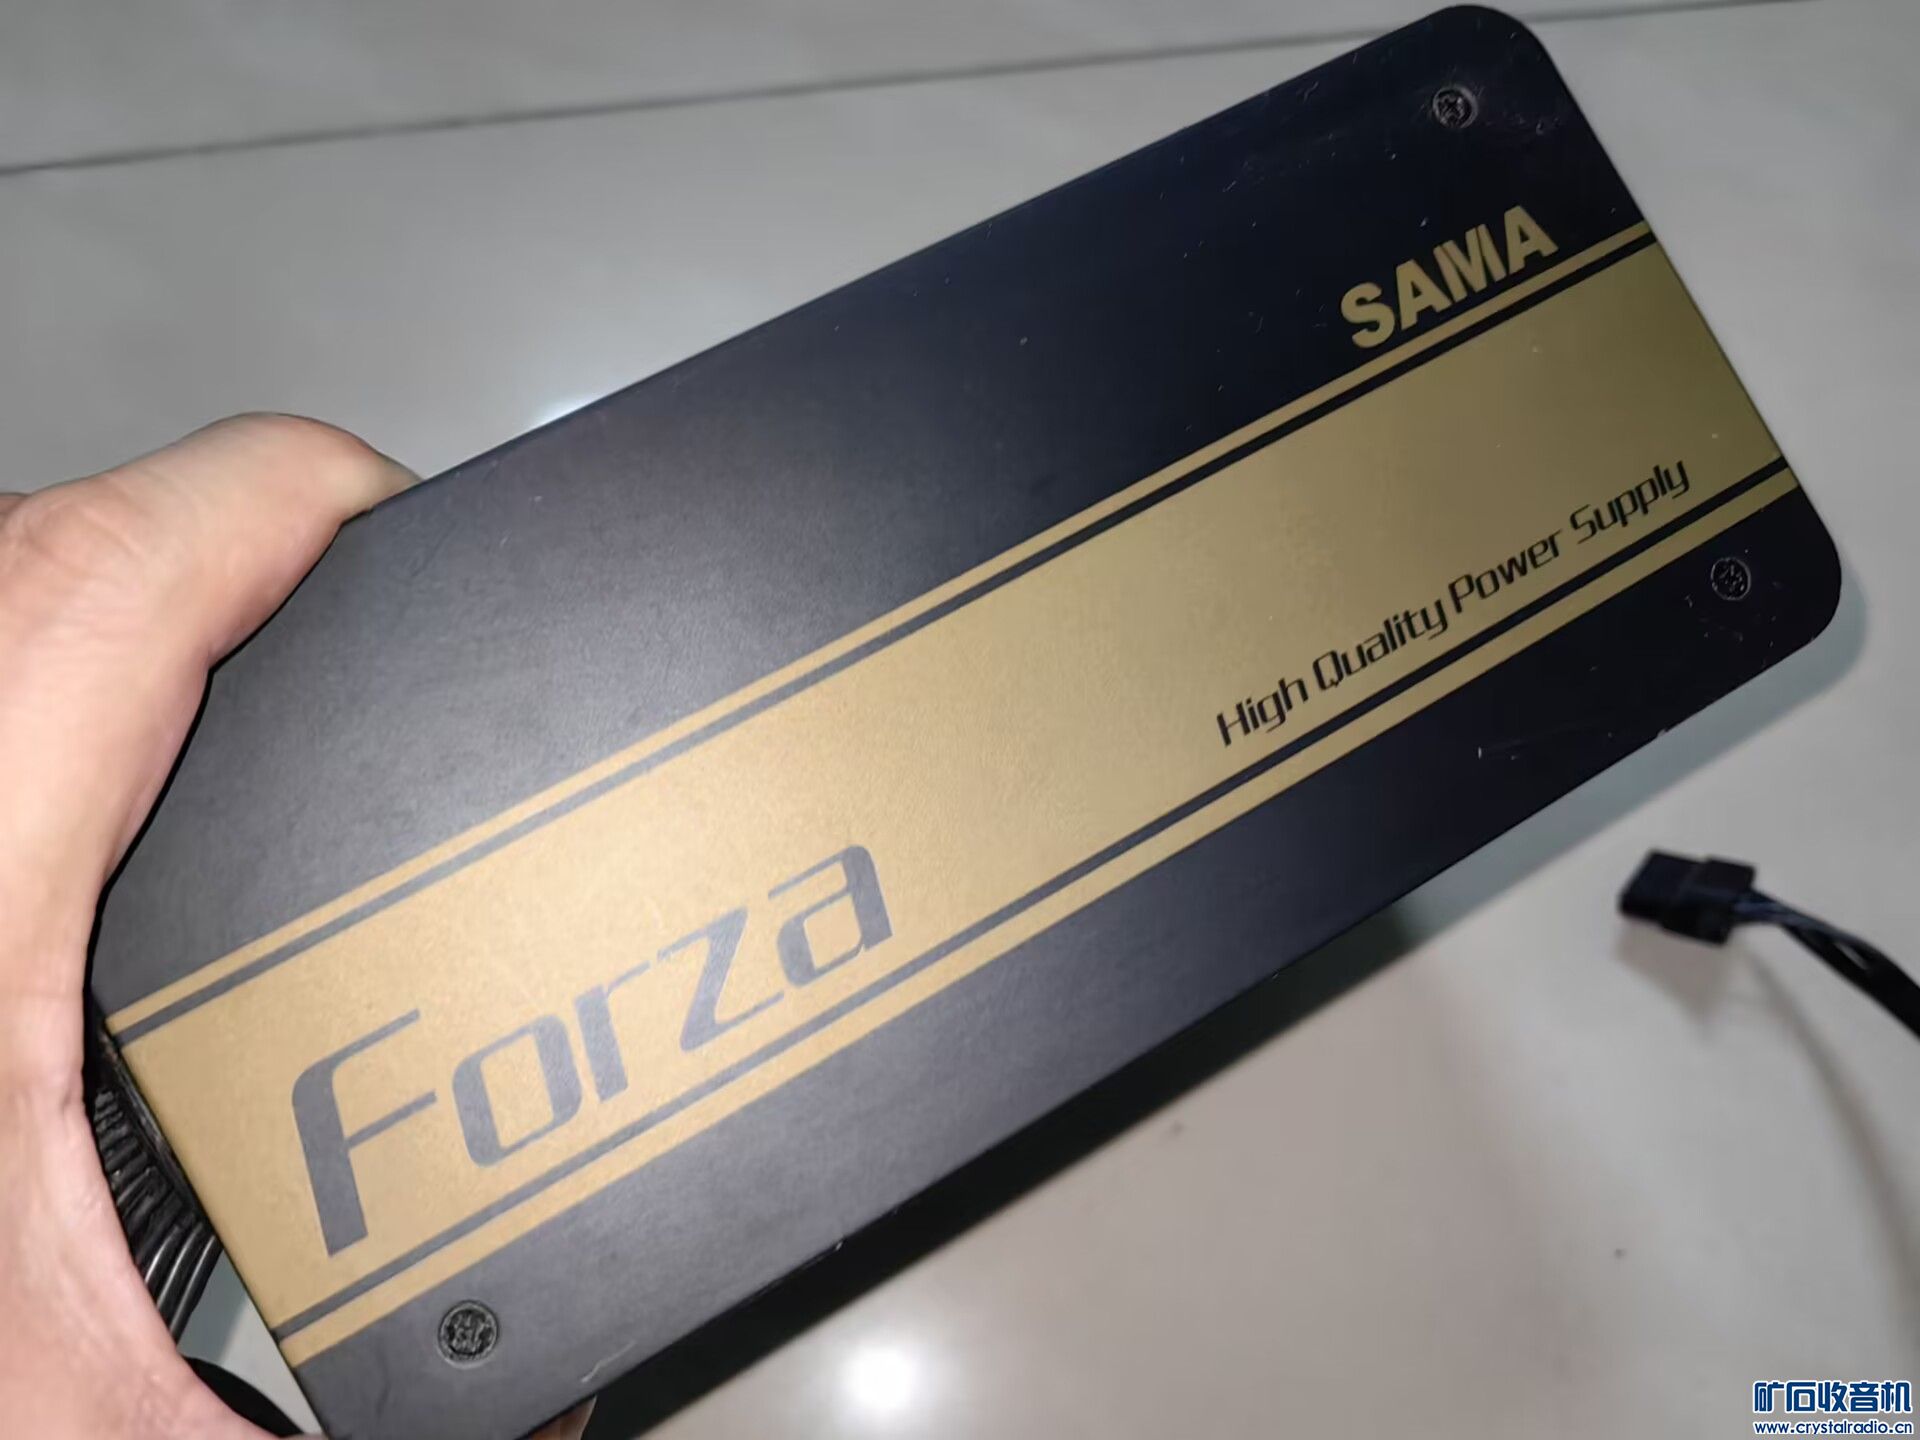 SAMA
High Quality Power Supply
Forza
矿石收音机
www.crystalradio.cn